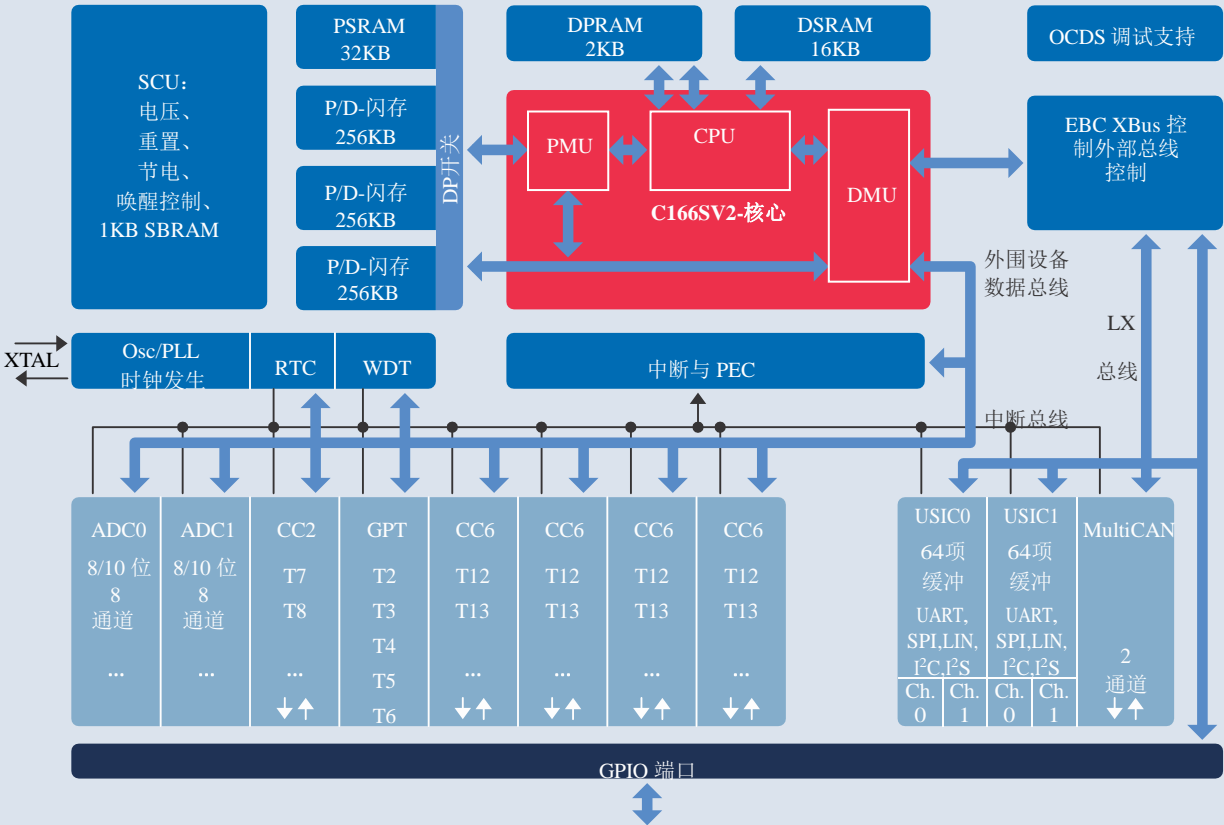 SCU：
电压、
重置、
节电、
唤醒控制、
1KB SBRAM
PSRAM
32KB
P/D-闪存
256KB
P/D-闪存
256KB
P/D-闪存
256KB
DP开关
DPRAM
2KB
DSRAM
16KB
OCDS 调试支持
PMU
CPU
DMU
C166SV2-核心
EBC XBus 控
制外部总线
控制
外围设备
数据总线
LX
总线
XTAL
Osc/PLL
时钟发生
RTC
WDT
中断与 PEC
中断总线
ADC0
8/10 位
8
通道
...
ADC1
8/10 位
8
通道
...
CC2
T7
T8
...
GPT
T2
T3
T4
T5
T6
CC6
T12
T13
...
CC6
T12
T13
...
CC6
T12
T13
...
CC6
T12
T13
...
USIC0
64项
缓冲
UART,
SPI,LIN,
I²C,I²S
Ch.
0
Ch.
1
USIC1
64项
缓冲
UART,
SPI,LIN,
I²C,I²S
Ch.
0
Ch.
1
MultiCAN
2
通道
GPIO 端口